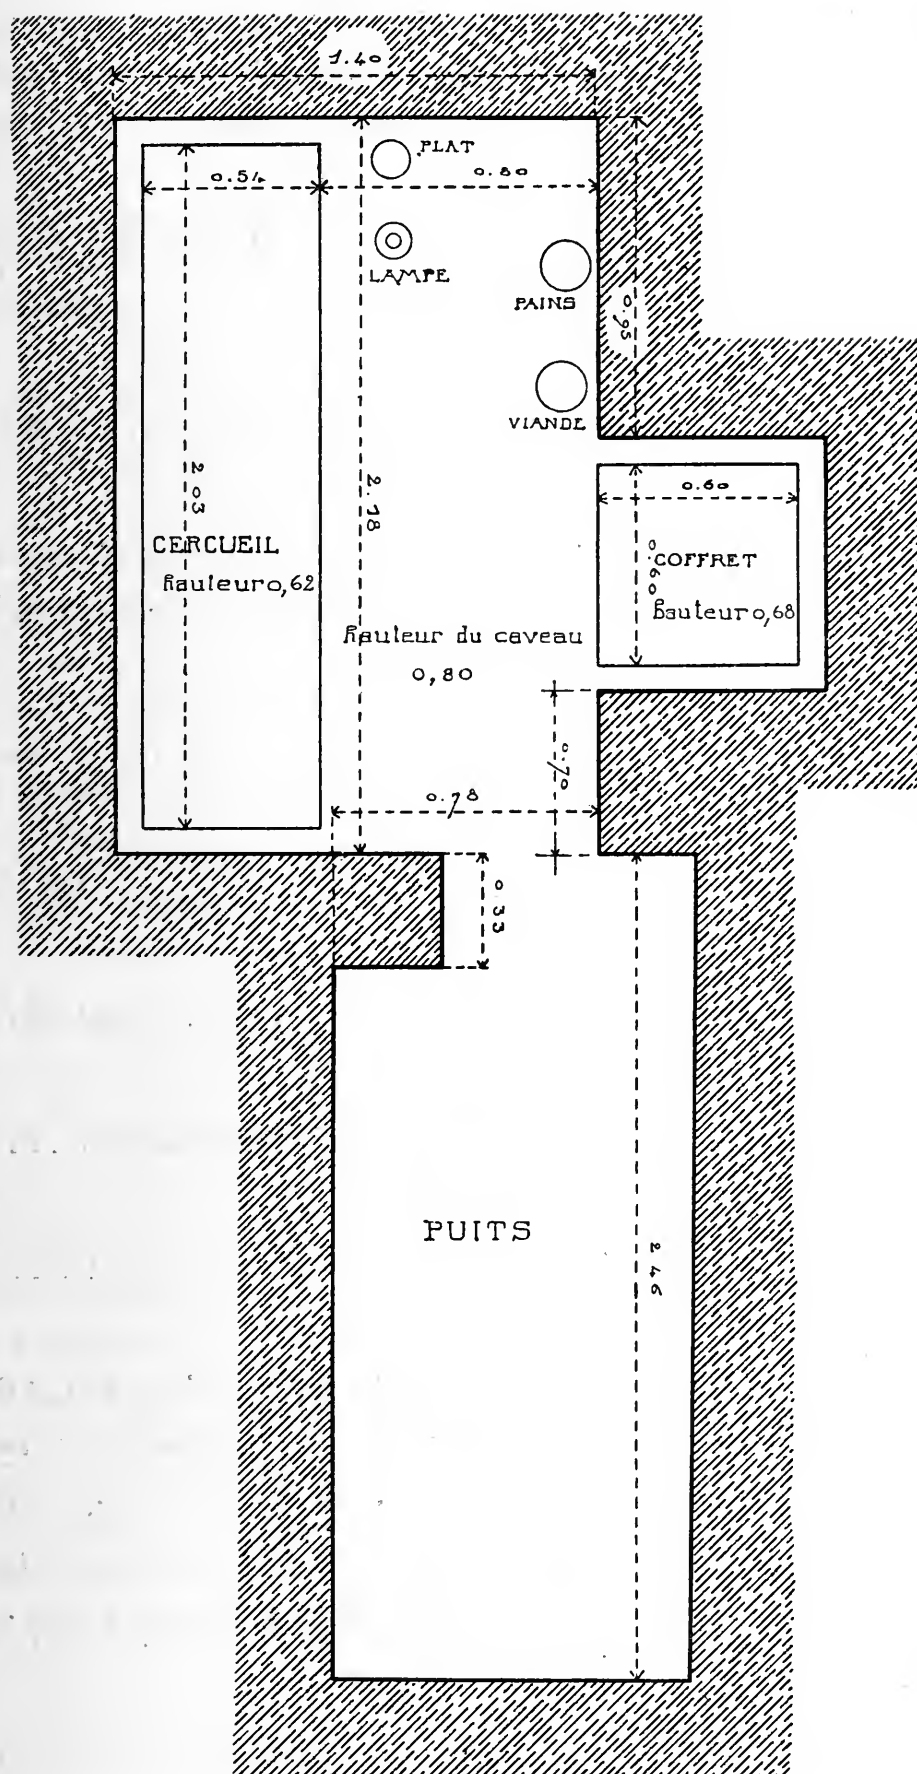 1.40
PLAT
0.54
0.80
LAMPE
PAINS
0.95
VIANDE
2.03
2.18
0.60
CERCUEIL
hauteur 0,62
0.60
COFFRET
hauteur 0,68
hauteur du caveau
0,80
0.70
0.78
0.33
PUITS
2.46